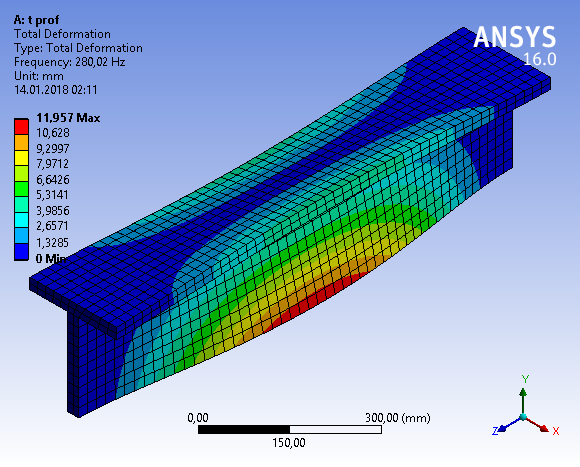 A: t prof
Total Deformation
Type: Total Deformation
Frequency: 280,02 Hz
Unit: mm
14.01.2018 02:11
ANSYS
16.0
11,957 Max
10,628
9,2997
7,9712
6,6426
5,3141
3,9856
2,6571
1,3285
0 Min
0,00
300,00 (mm)
150,00
Y
Z
X